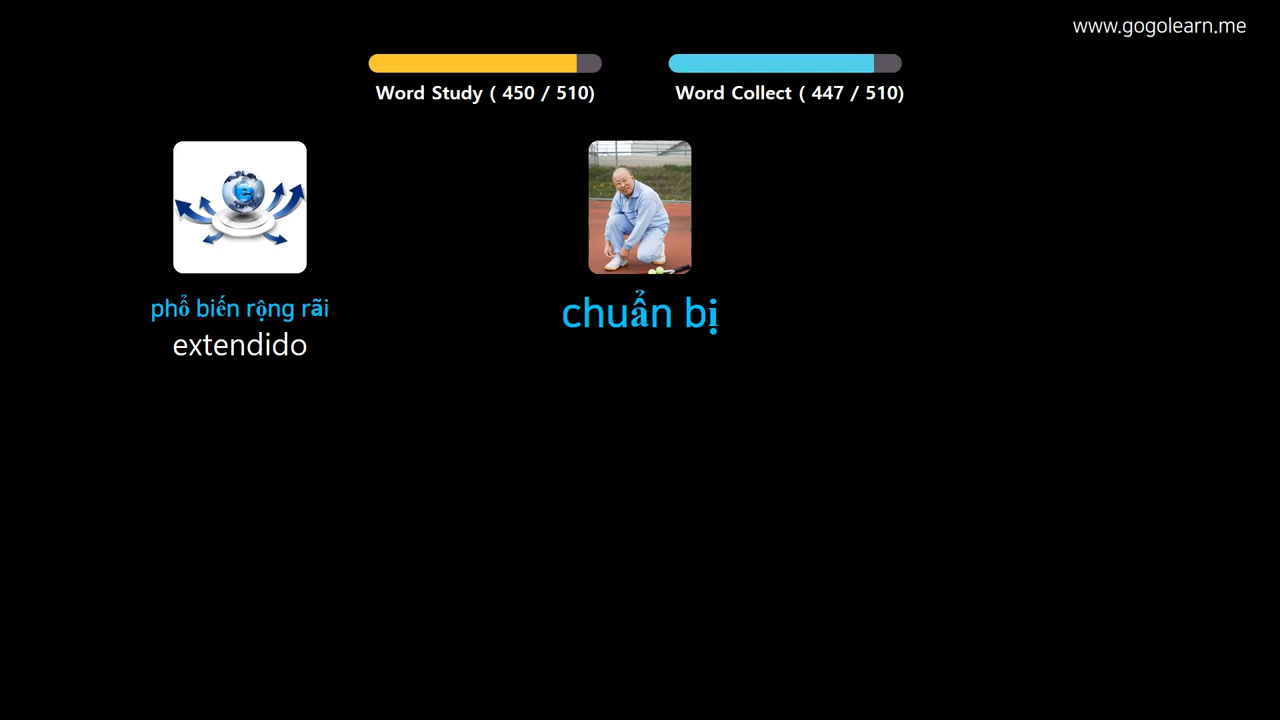 www.gogolearn.me
Word Study ( 450 / 510)
Word Collect ( 447 / 510)
e
phổ biến rộng rãi
extendido
chuẩn bị